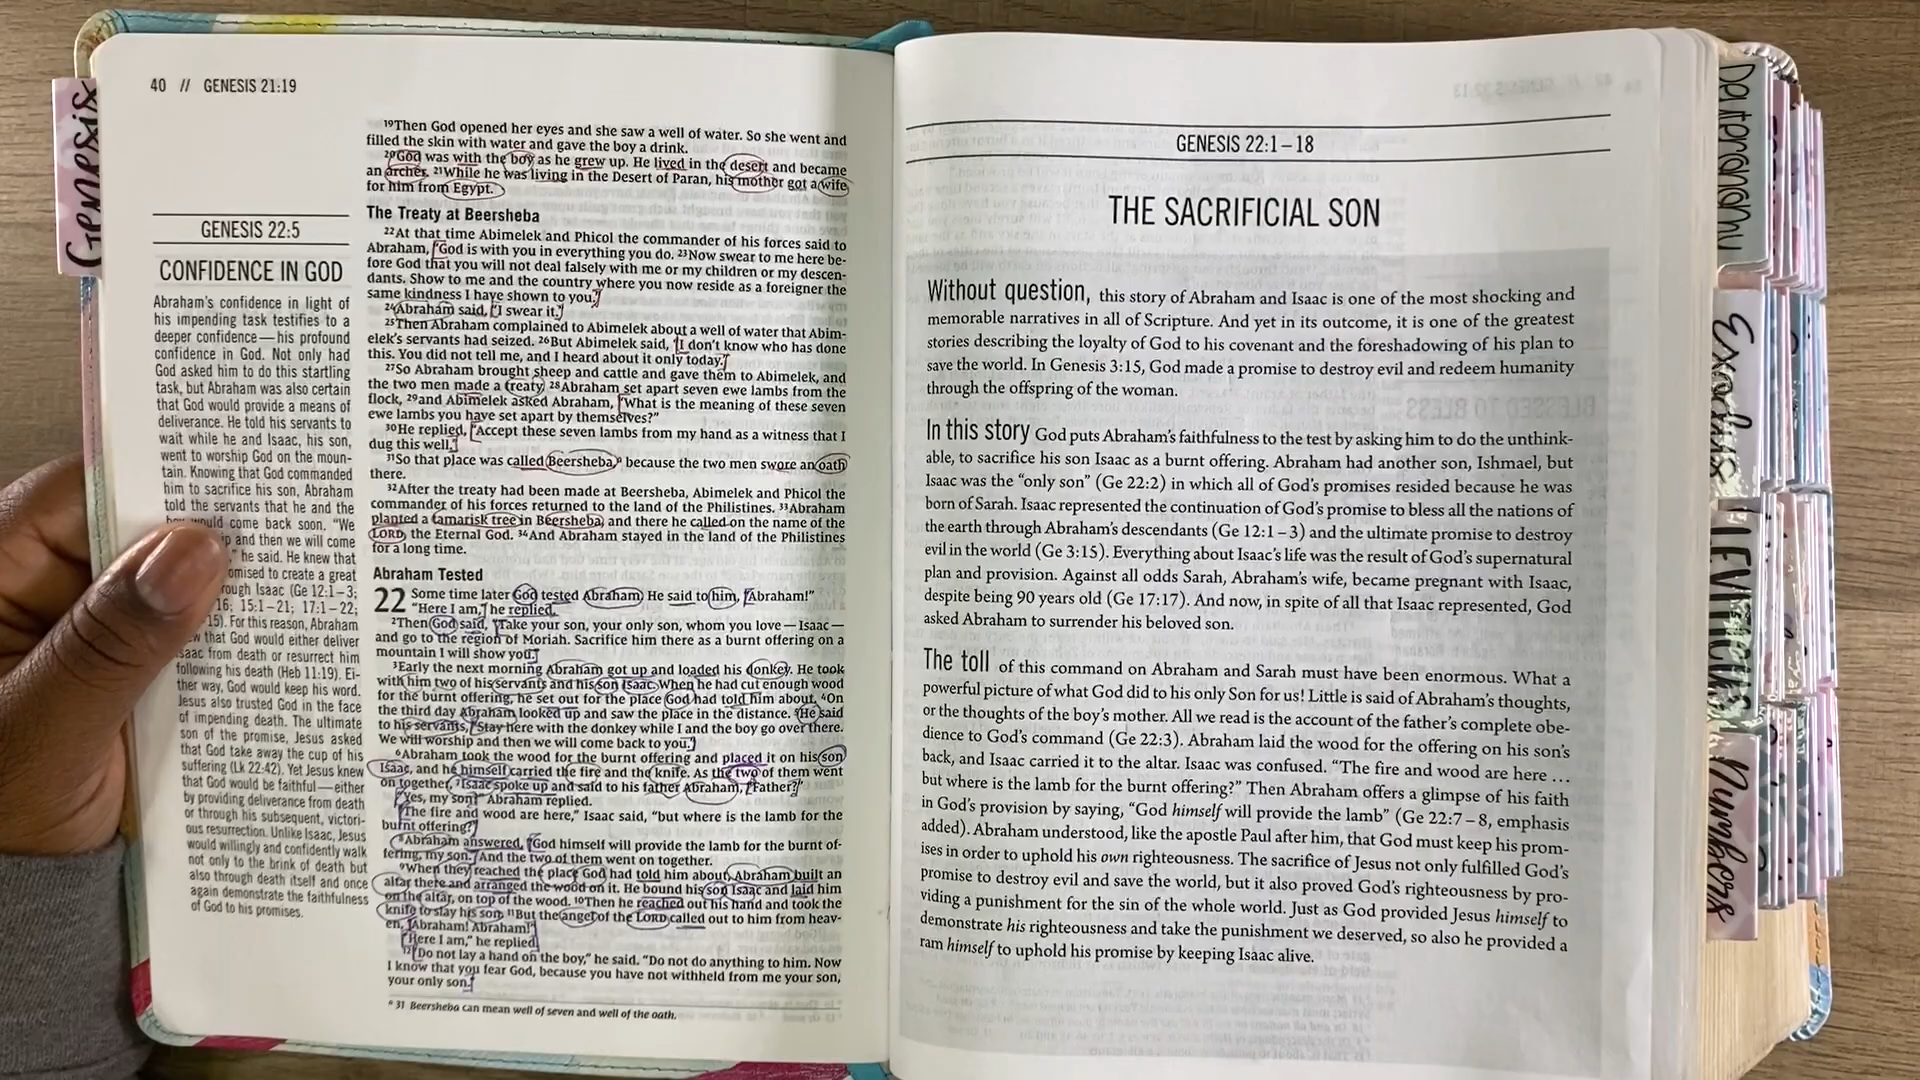 40 // GENESIS 21:19
Genesis
GENESIS 22:5
CONFIDENCE IN GOD
Abraham's confidence in light of
his impending task testifies to a
deeper confidence — his profound
confidence in God. Not only had
God asked him to do this startling
task, but Abraham was also certain
that God would provide a means of
deliverance. He told his servants to
wait while he and Isaac, his son,
went to worship God on the moun-
tain. Knowing that God commanded
him to sacrifice his son, Abraham
told the servants that he and the
would come back soon. "We
and then we will come
," he said. He knew that
to create a great
Isaac (Ge 12:1–3;
16; 15:1–21; 17:1–22;
15). For this reason, Abraham
that God would either deliver
Isaac from death or resurrect him
following his death (Heb 11:19). Ei-
ther way, God would keep his word.
Jesus also trusted God in the face
of impending death. The ultimate
son of the promise, Jesus asked
that God take away the cup of his
suffering (Lk 22:42). Yet Jesus knew
that God would be faithful — either
by providing deliverance from death
or through his subsequent, victori-
ous resurrection. Unlike Isaac, Jesus
would willingly and confidently walk
not only to the brink of death but
also through death itself and once
again demonstrate the faithfulness
of God to his promises.
19Then God opened her eyes and she saw a well of water. So she went and
filled the skin with water and gave the boy a drink.
20God was with the boy as he grew up. He lived in the desert and became
an archer. 21While he was living in the Desert of Paran, his mother got a wife
for him from Egypt.
The Treaty at Beersheba
22At that time Abimelek and Phicol the commander of his forces said to
Abraham, "God is with you in everything you do. 23Now swear to me here be-
fore God that you will not deal falsely with me or my children or my descen-
dants. Show to me and the country where you now reside as a foreigner the
same kindness I have shown to you."
24Abraham said, "I swear it."
25Then Abraham complained to Abimelek about a well of water that Abim-
elek's servants had seized. 26But Abimelek said, "I don't know who has done
this. You did not tell me, and I heard about it only today."
27So Abraham brought sheep and cattle and gave them to Abimelek, and
the two men made a treaty. 28Abraham set apart seven ewe lambs from the
flock, 29and Abimelek asked Abraham, "What is the meaning of these seven
ewe lambs you have set apart by themselves?"
30He replied, "Accept these seven lambs from my hand as a witness that I
dug this well."
31So that place was called Beersheba, because the two men swore an oath
there.
32After the treaty had been made at Beersheba, Abimelek and Phicol the
commander of his forces returned to the land of the Philistines. 33Abraham
planted a tamarisk tree in Beersheba, and there he called on the name of the
LORD, the Eternal God. 34And Abraham stayed in the land of the Philistines
for a long time.
Abraham Tested
22 Some time later God tested Abraham. He said to him, "Abraham!"
"Here I am," he replied.
2Then God said, "Take your son, your only son, whom you love — Isaac —
and go to the region of Moriah. Sacrifice him there as a burnt offering on a
mountain I will show you."
3Early the next morning Abraham got up and loaded his donkey. He took
with him two of his servants and his son Isaac. When he had cut enough wood
for the burnt offering, he set out for the place God had told him about. 4On
the third day Abraham looked up and saw the place in the distance. 5He said
to his servants, "Stay here with the donkey while I and the boy go over there.
We will worship and then we will come back to you."
6Abraham took the wood for the burnt offering and placed it on his son
Isaac, and he himself carried the fire and the knife. As the two of them went
on together, 7Isaac spoke up and said to his father Abraham, "Father?"
"Yes, my son?" Abraham replied.
"The fire and wood are here," Isaac said, "but where is the lamb for the
burnt offering?"
8Abraham answered, "God himself will provide the lamb for the burnt of-
fering, my son." And the two of them went on together.
9When they reached the place God had told him about, Abraham built an
altar there and arranged the wood on it. He bound his son Isaac and laid him
on the altar, on top of the wood. 10Then he reached out his hand and took the
knife to slay his son. 11But the angel of the LORD called out to him from heav-
en, "Abraham! Abraham!"
"Here I am," he replied.
12"Do not lay a hand on the boy," he said. "Do not do anything to him. Now
I know that you fear God, because you have not withheld from me your son,
your only son."
a 31 Beersheba can mean well of seven and well of the oath.
GENESIS 22:1–18
THE SACRIFICIAL SON
Without question, this story of Abraham and Isaac is one of the most shocking and
memorable narratives in all of Scripture. And yet in its outcome, it is one of the greatest
stories describing the loyalty of God to his covenant and the foreshadowing of his plan to
save the world. In Genesis 3:15, God made a promise to destroy evil and redeem humanity
through the offspring of the woman.
In this story God puts Abraham's faithfulness to the test by asking him to do the unthink-
able, to sacrifice his son Isaac as a burnt offering. Abraham had another son, Ishmael, but
Isaac was the "only son" (Ge 22:2) in which all of God's promises resided because he was
born of Sarah. Isaac represented the continuation of God's promise to bless all the nations of
the earth through Abraham's descendants (Ge 12:1–3) and the ultimate promise to destroy
evil in the world (Ge 3:15). Everything about Isaac's life was the result of God's supernatural
plan and provision. Against all odds Sarah, Abraham's wife, became pregnant with Isaac,
despite being 90 years old (Ge 17:17). And now, in spite of all that Isaac represented, God
asked Abraham to surrender his beloved son.
The toll of this command on Abraham and Sarah must have been enormous. What a
powerful picture of what God did to his only Son for us! Little is said of Abraham's thoughts,
or the thoughts of the boy's mother. All we read is the account of the father's complete obe-
dience to God's command (Ge 22:3). Abraham laid the wood for the offering on his son's
back, and Isaac carried it to the altar. Isaac was confused. "The fire and wood are here ...
but where is the lamb for the burnt offering?" Then Abraham offers a glimpse of his faith
in God's provision by saying, "God himself will provide the lamb" (Ge 22:7–8, emphasis
added). Abraham understood, like the apostle Paul after him, that God must keep his prom-
ises in order to uphold his own righteousness. The sacrifice of Jesus not only fulfilled God's
promise to destroy evil and save the world, but it also proved God's righteousness by pro-
viding a punishment for the sin of the whole world. Just as God provided Jesus himself to
demonstrate his righteousness and take the punishment we deserved, so also he provided a
ram himself to uphold his promise by keeping Isaac alive.
Deuteronomy
Exodus
LEVITICUS
Numbers